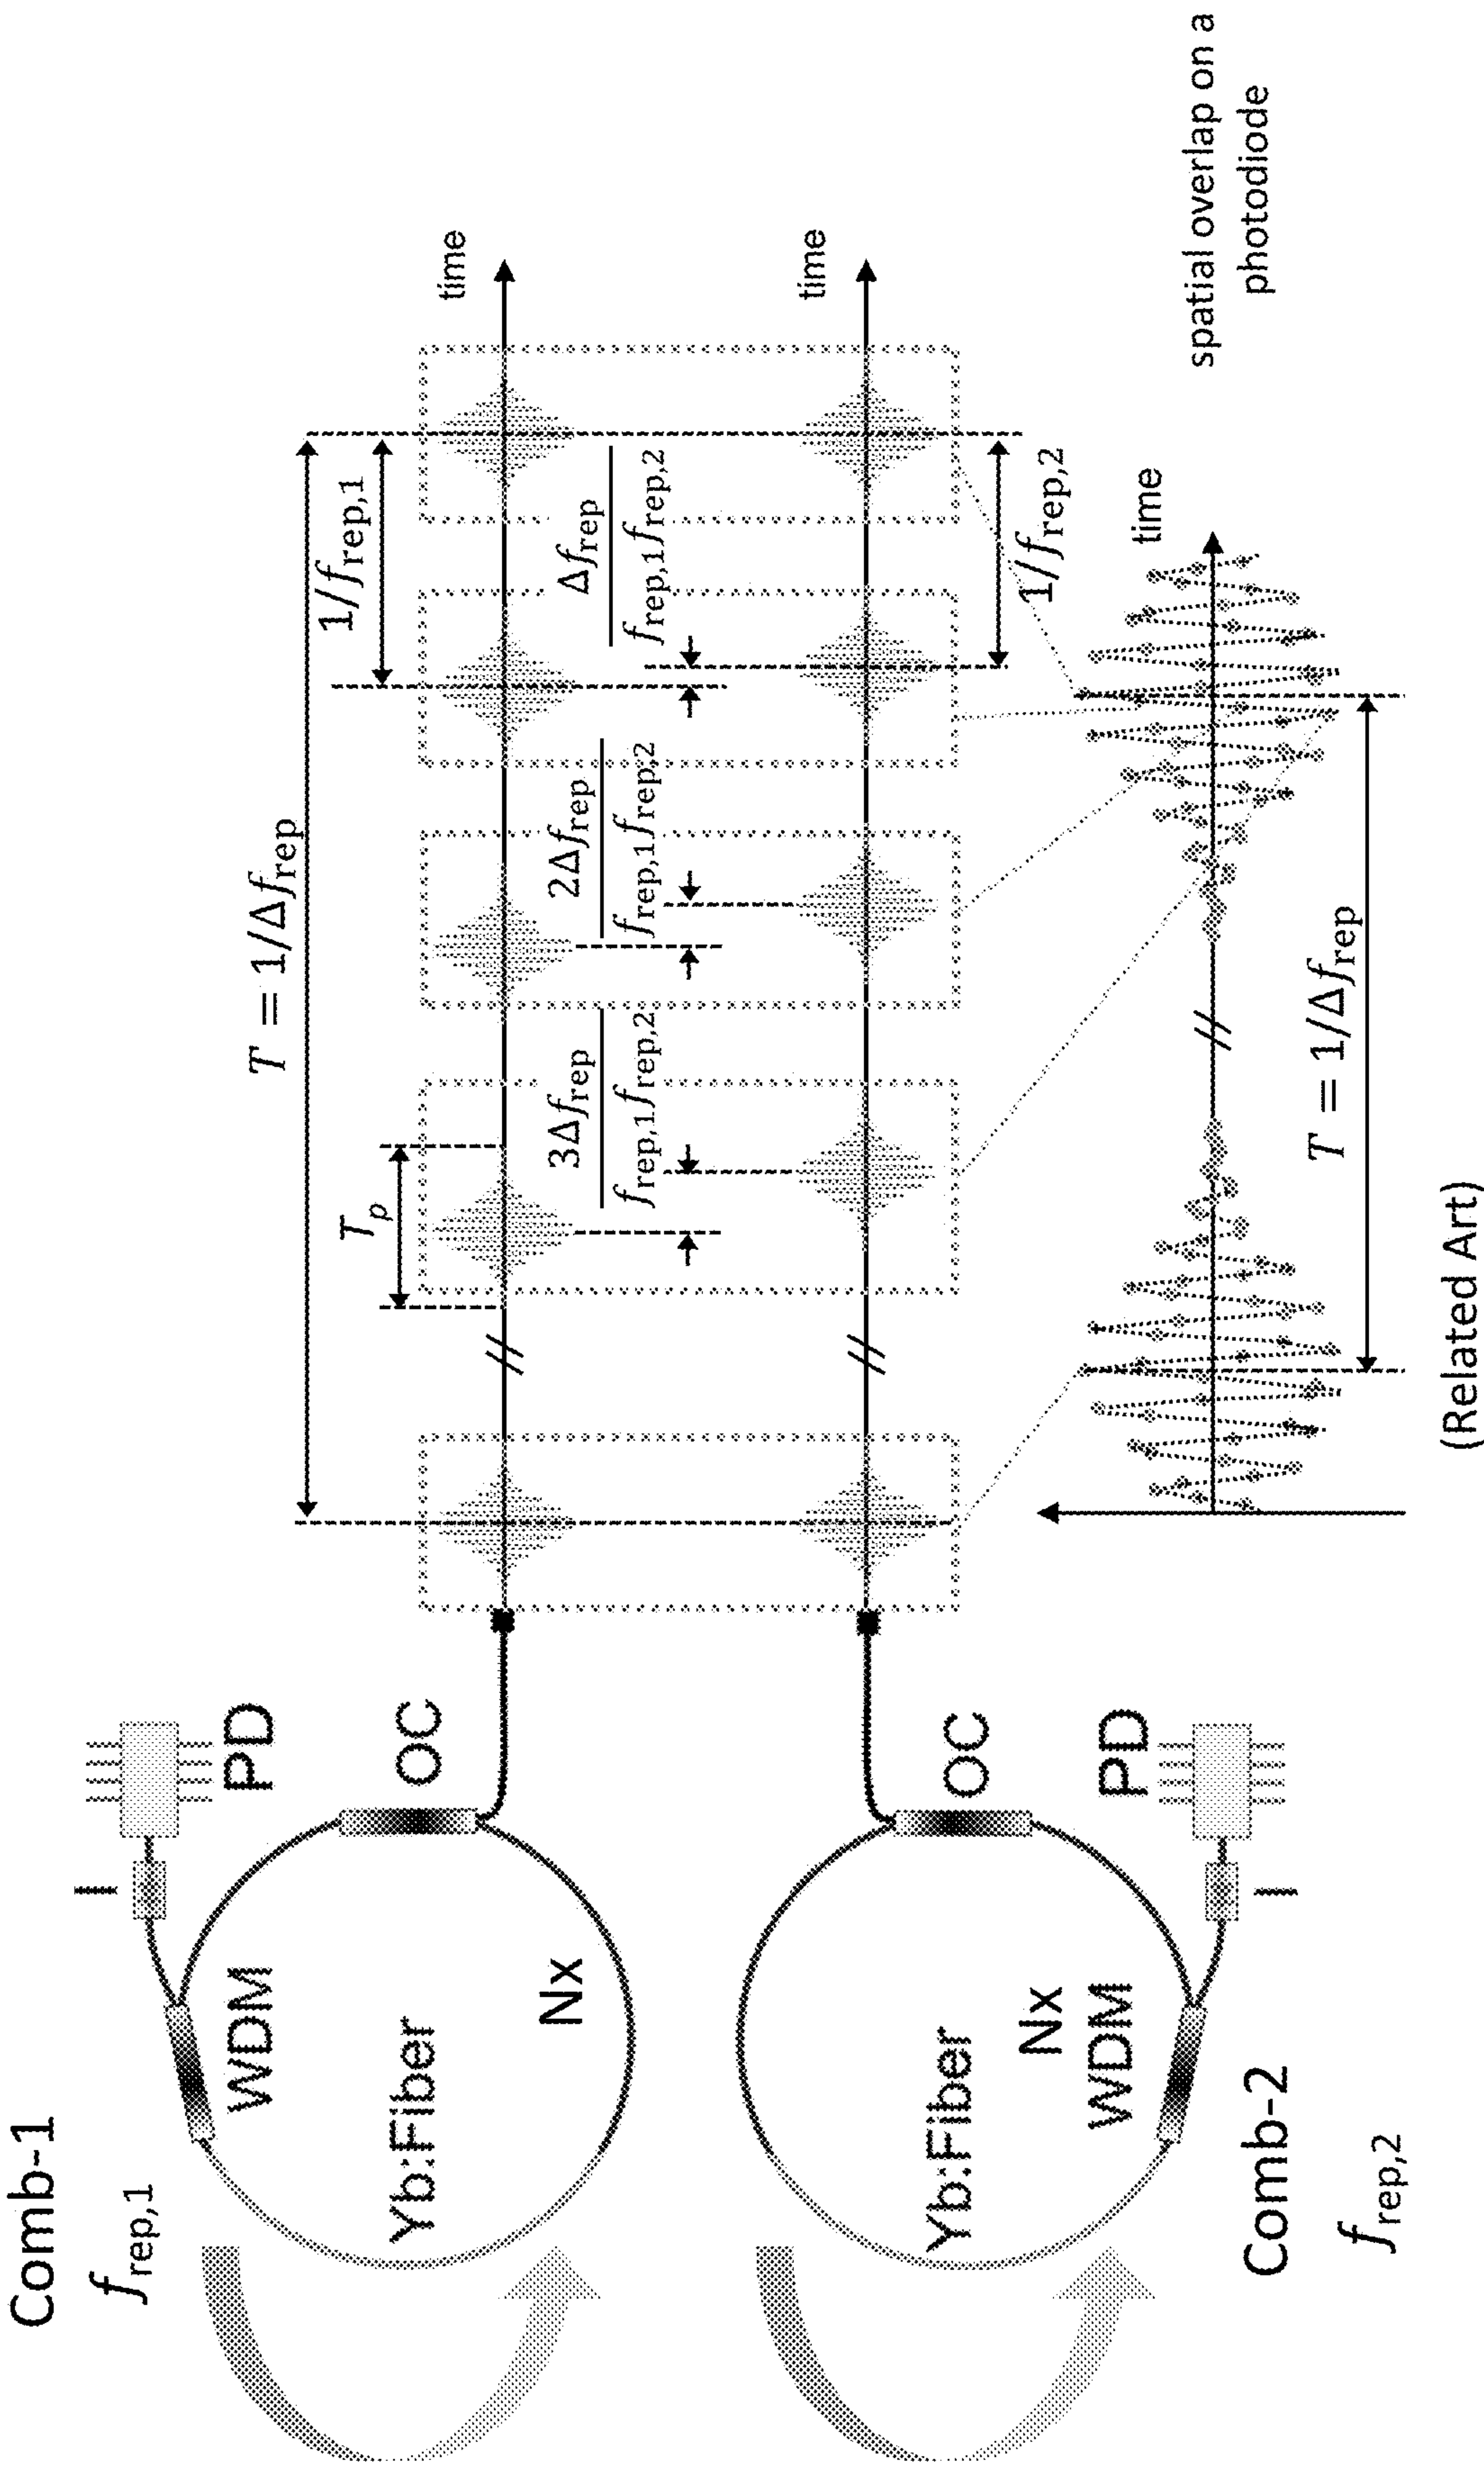 Comb-1
f_rep,1
I
PD
WDM
OC
Yb:Fiber
Nx
Yb:Fiber
OC
Nx
WDM
PD
I
Comb-2
f_rep,2
T = 1/Δf_rep
1/f_rep,1
T_p
time
3Δf_rep
f_rep,1 f_rep,2
2Δf_rep
f_rep,1 f_rep,2
Δf_rep
f_rep,1 f_rep,2
time
1/f_rep,2
time
spatial overlap on a
photodiode
T = 1/Δf_rep
(Related Art)